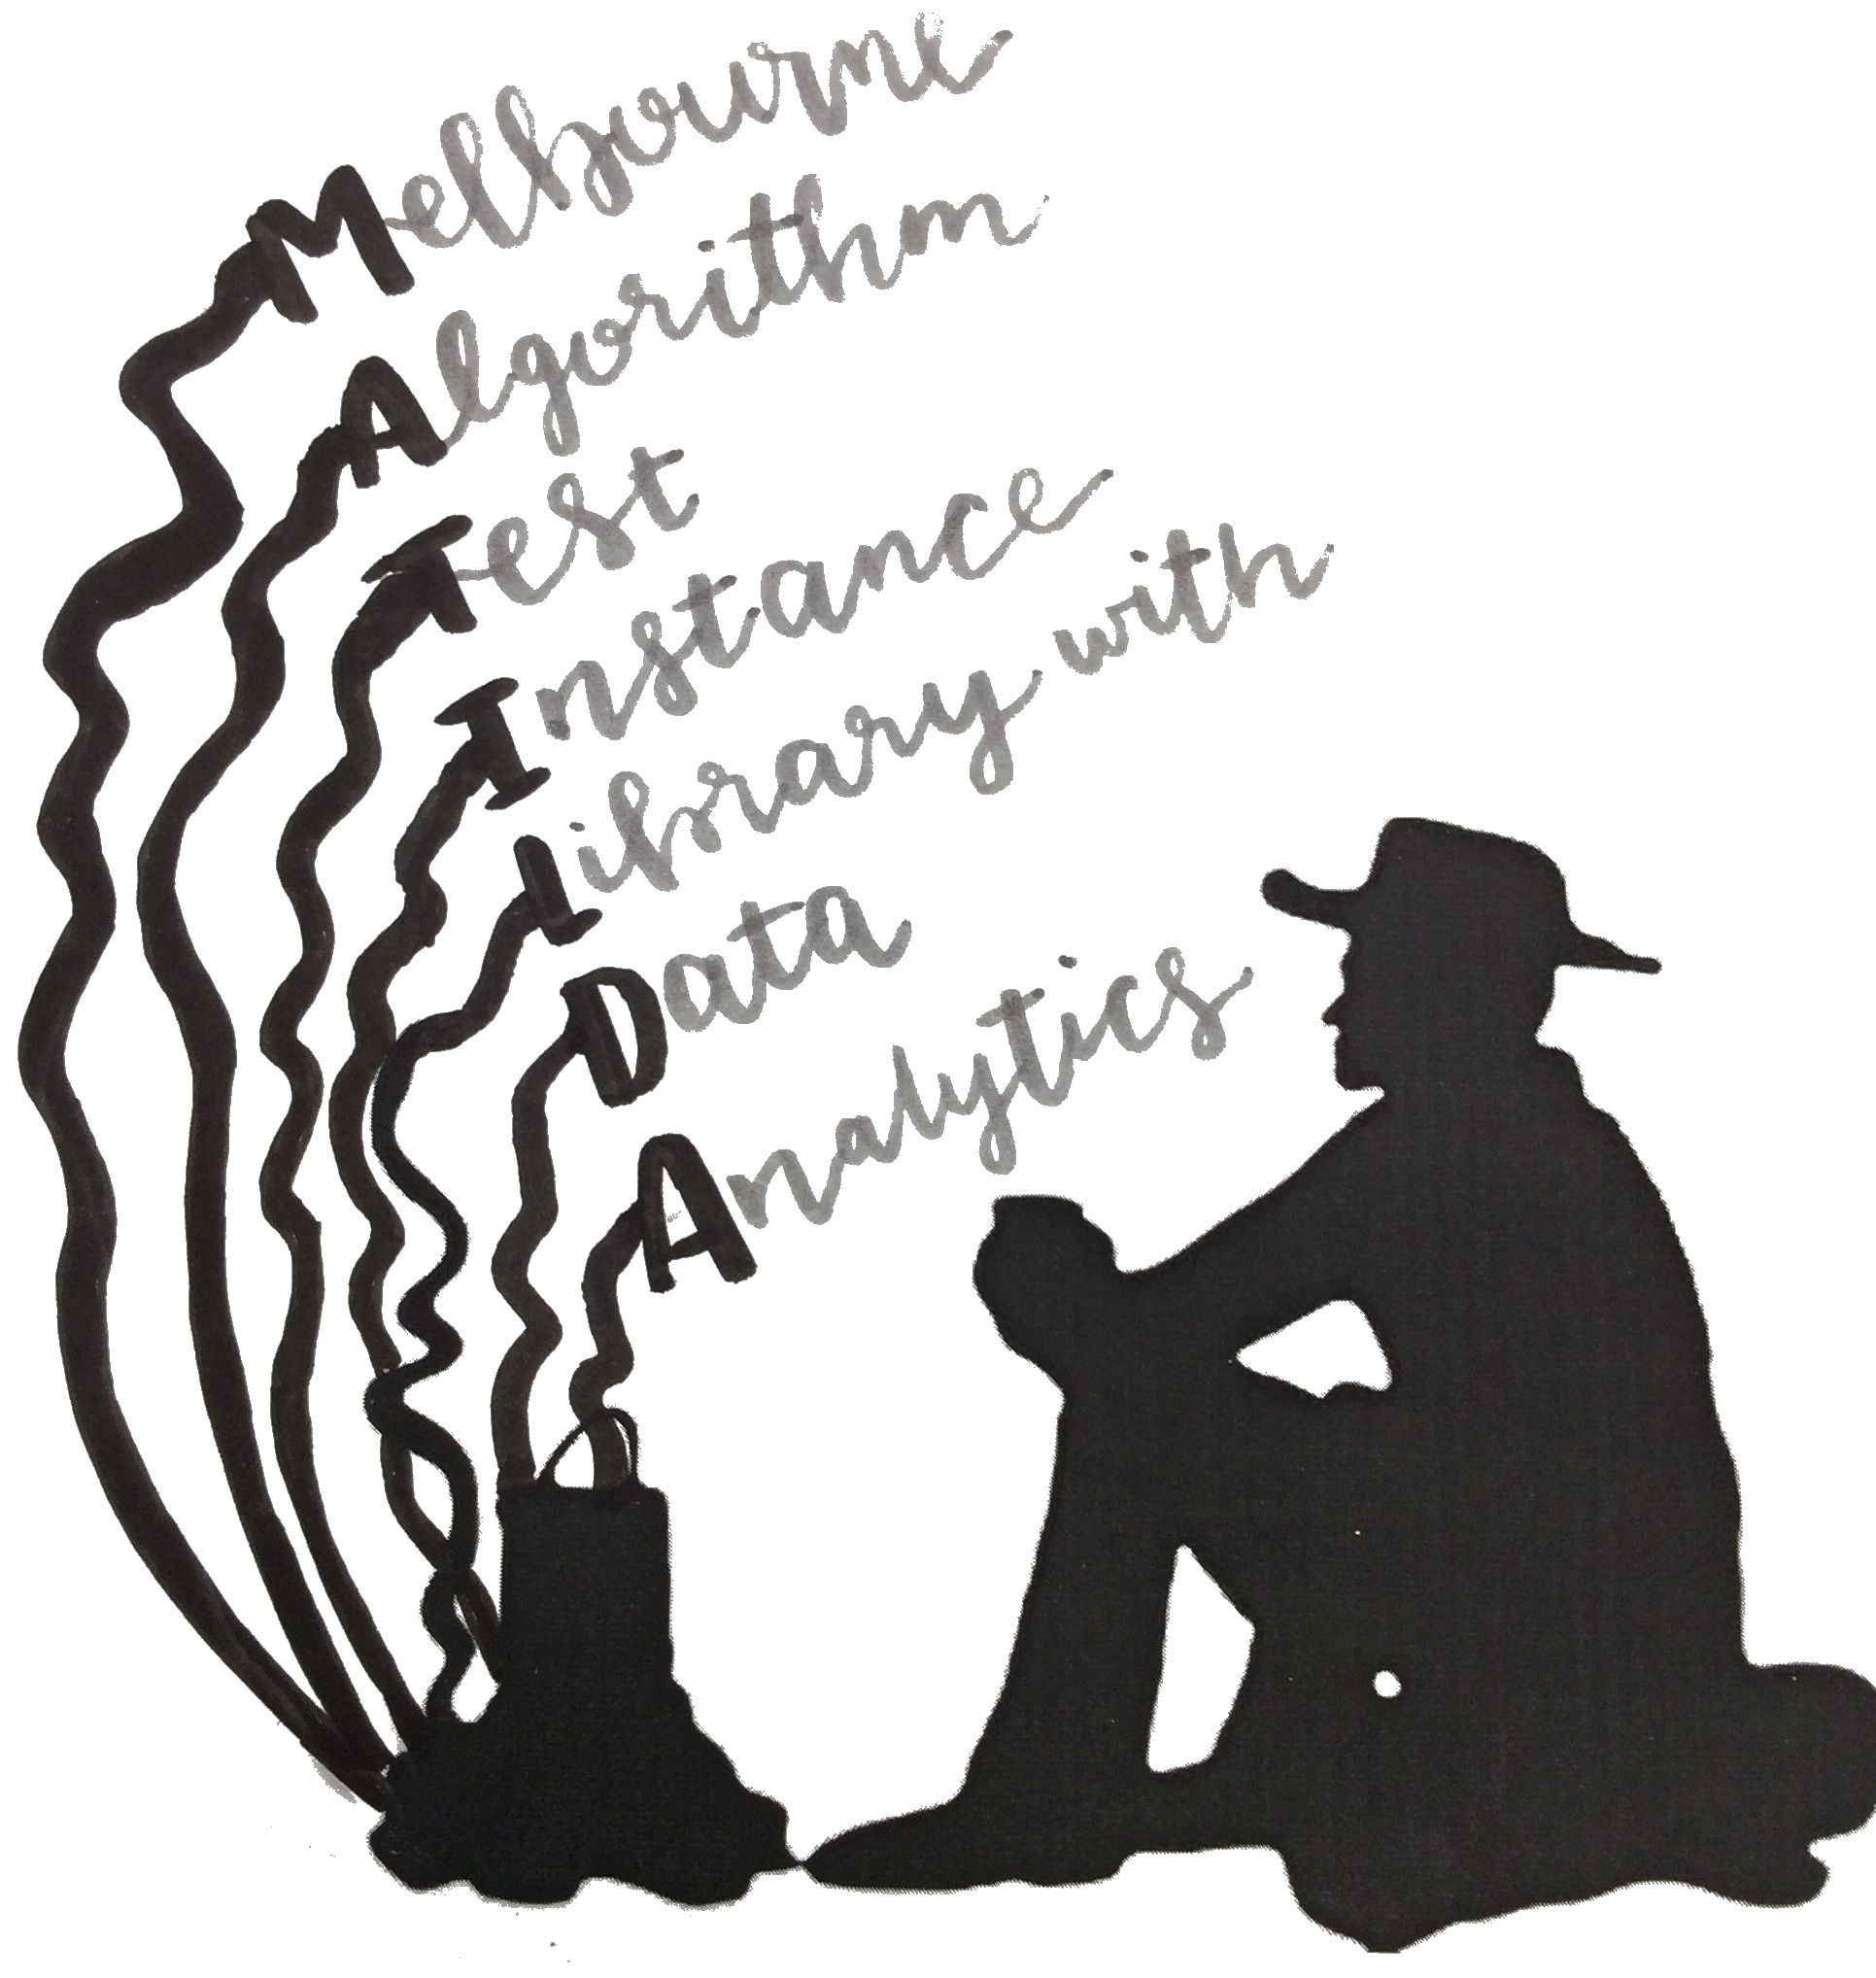 Melbourne
Algorithm
Test
Instance
Library with
Data
Analytics